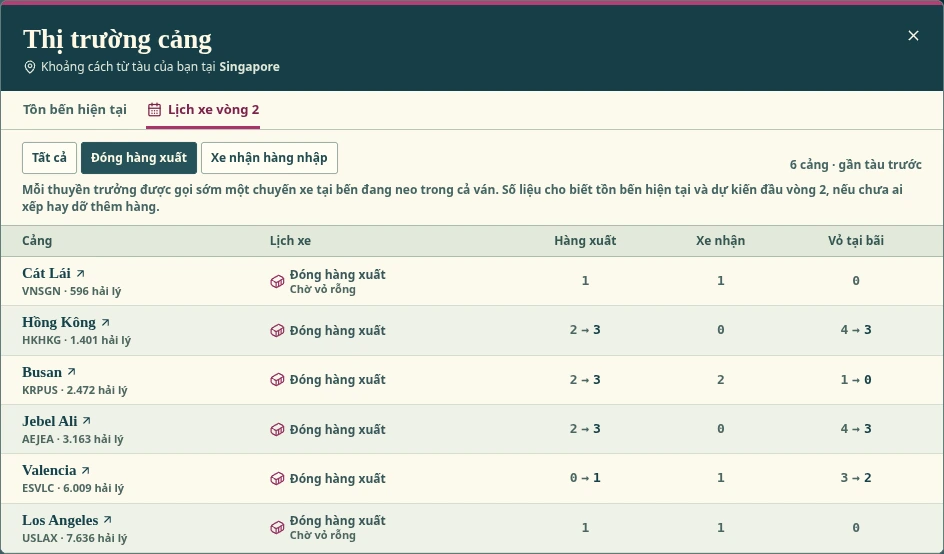 Thị trường cảng
Khoảng cách từ tàu của bạn tại Singapore
Tồn bến hiện tại
Lịch xe vòng 2
Tất cả
Đóng hàng xuất
Xe nhận hàng nhập
6 cảng · gần tàu trước
Mỗi thuyền trưởng được gọi sớm một chuyến xe tại bến đang neo trong cả ván. Số liệu cho biết tồn bến hiện tại và dự kiến đầu vòng 2, nếu chưa ai
xếp hay dỡ thêm hàng.
Cảng Lịch xe Hàng xuất Xe nhận Vỏ tại bãi
Cát Lái ↗ Đóng hàng xuất 1 1 0
VNSGN · 596 hải lý Chờ vỏ rỗng
Hồng Kông ↗ Đóng hàng xuất 2 → 3 0 4 → 3
HKHKG · 1.401 hải lý
Busan ↗ Đóng hàng xuất 2 → 3 2 1 → 0
KRPUS · 2.472 hải lý
Jebel Ali ↗ Đóng hàng xuất 2 → 3 0 4 → 3
AEJEA · 3.163 hải lý
Valencia ↗ Đóng hàng xuất 0 → 1 1 3 → 2
ESVLC · 6.009 hải lý
Los Angeles ↗ Đóng hàng xuất 1 1 0
USLAX · 7.636 hải lý Chờ vỏ rỗng